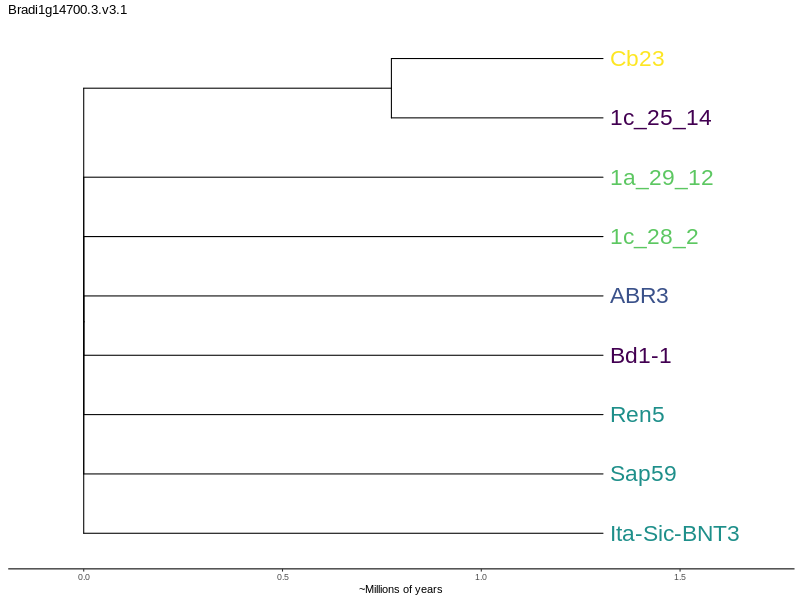 Bradi1g14700.3.v3.1
Cb23
1c_25_14
1a_29_12
1c_28_2
ABR3
Bd1-1
Ren5
Sap59
Ita-Sic-BNT3
0.0 0.5 1.0 1.5
~Millions of years